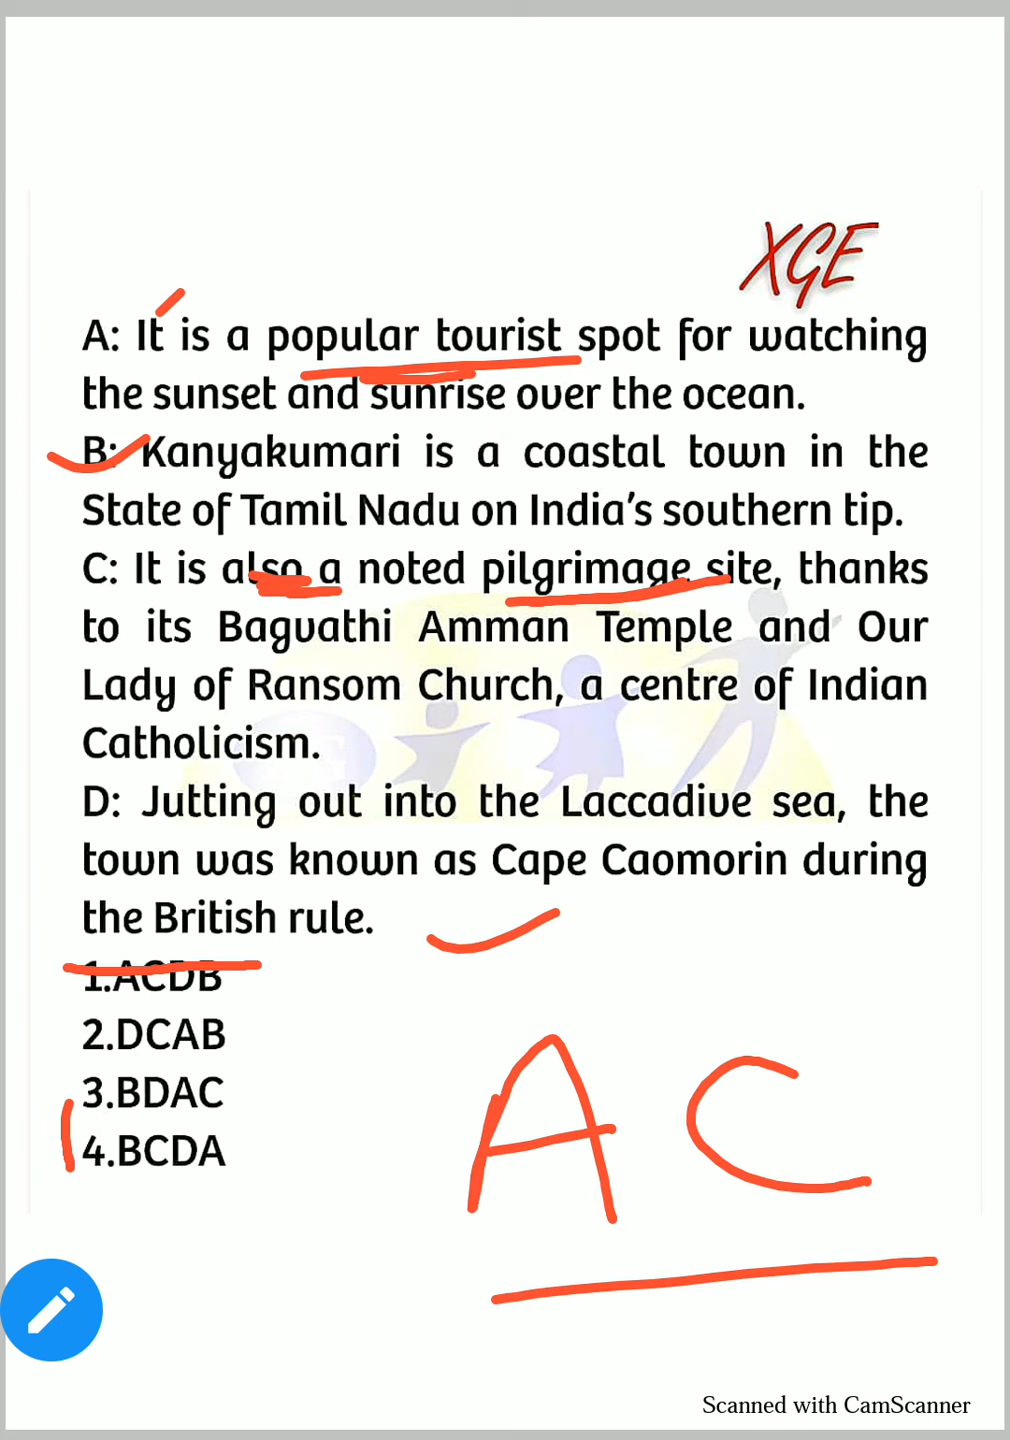 XGE
A: It is a popular tourist spot for watching
the sunset and sunrise over the ocean.
B: Kanyakumari is a coastal town in the
State of Tamil Nadu on India's southern tip.
C: It is also a noted pilgrimage site, thanks
to its Bagvathi Amman Temple and Our
Lady of Ransom Church, a centre of Indian
Catholicism.
D: Jutting out into the Laccadive sea, the
town was known as Cape Caomorin during
the British rule.
1.ACDB
2.DCAB
3.BDAC
4.BCDA
A C
Scanned with CamScanner